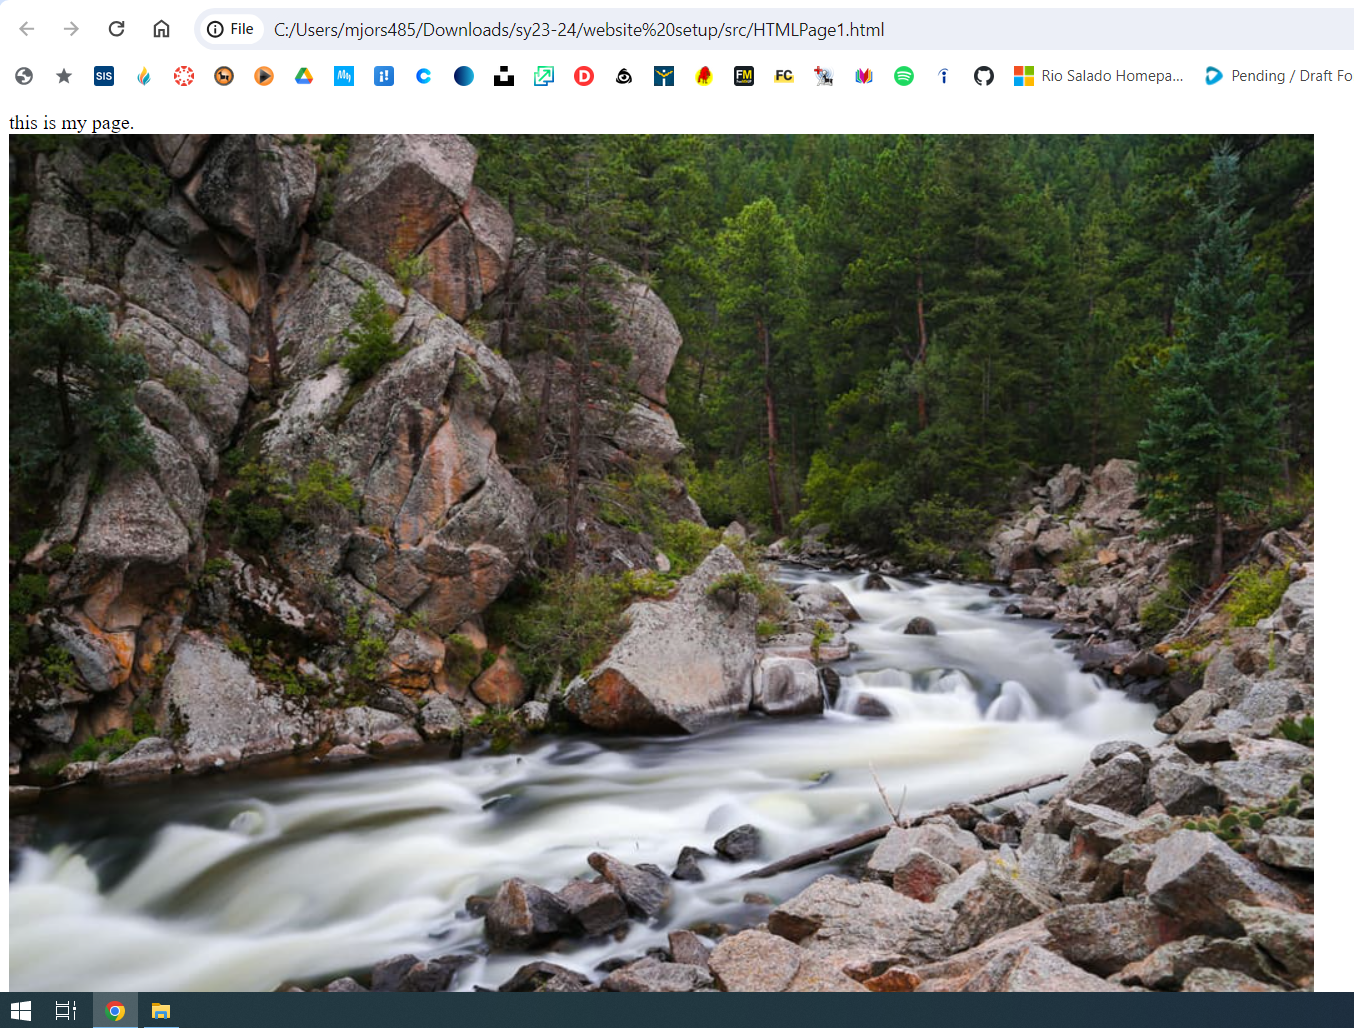 File C:/Users/mjors485/Downloads/sy23-24/website%20setup/src/HTMLPage1.html
SIS My i! C D FM FC i Rio Salado Homepa... Pending / Draft Fo
this is my page.